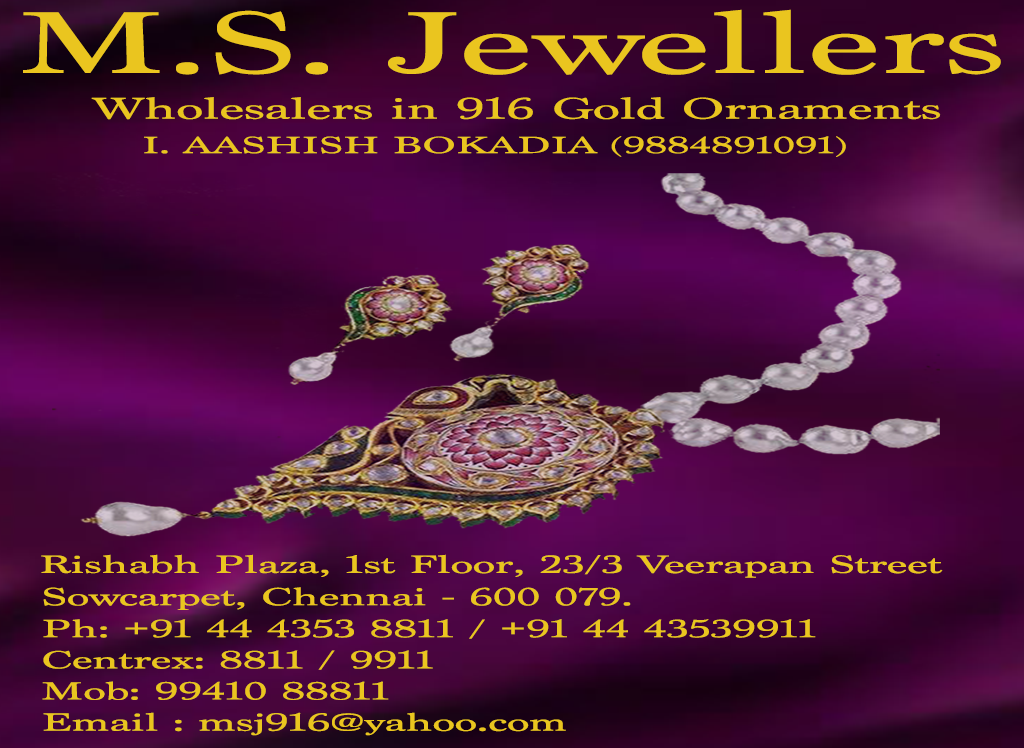 M.S. Jewellers
Wholesalers in 916 Gold Ornaments
I. AASHISH BOKADIA (9884891091)
Rishabh Plaza, 1st Floor, 23/3 Veerapan Street
Sowcarpet, Chennai - 600 079.
Ph: +91 44 4353 8811 / +91 44 43539911
Centrex: 8811 / 9911
Mob: 99410 88811
Email : msj916@yahoo.com